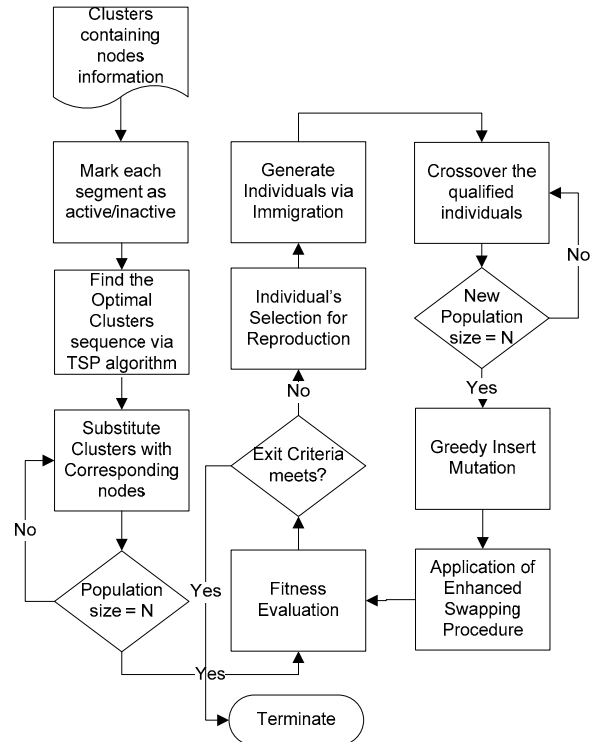 Clusters
containing
nodes
information
Mark each
segment as
active/inactive
Find the
Optimal
Clusters
sequence via
TSP algorithm
Substitute
Clusters with
Corresponding
nodes
No
Population
size = N
Yes
Generate
Individuals via
Immigration
Individual's
Selection for
Reproduction
No
Exit Criteria
meets?
Yes
Fitness
Evaluation
Terminate
Crossover the
qualified
individuals
No
New
Population
size = N
Yes
Greedy Insert
Mutation
Application of
Enhanced
Swapping
Procedure